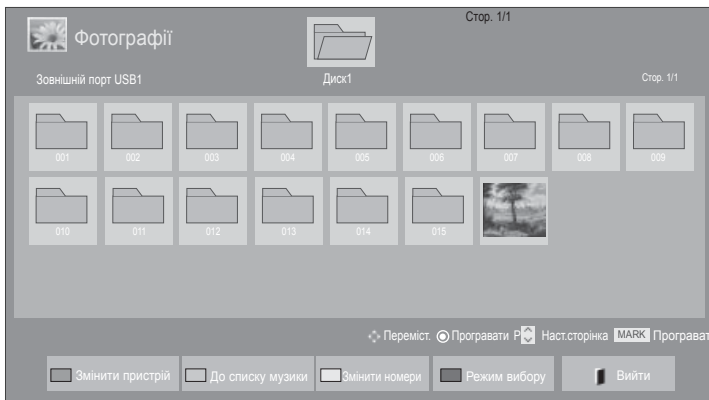 Стор. 1/1
Фотографії
Зовнішній порт USB1
Диск1
Стор. 1/1
001 002 003 004 005 006 007 008 009
010 011 012 013 014 015
Переміст. Програвати P Наст.сторінка MARK Програват
Змінити пристрій До списку музики Змінити номери Режим вибору Вийти